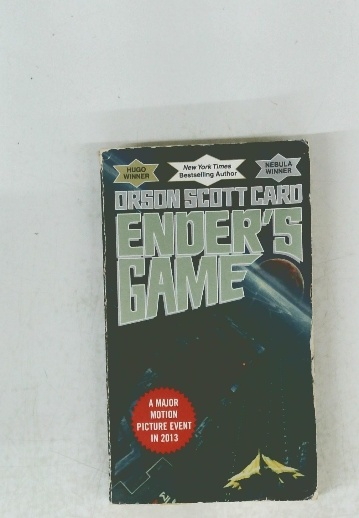 HUGO
WINNER
New York Times
Bestselling Author
NEBULA
WINNER
ORSON SCOTT CARD
ENDER'S
GAME
A MAJOR
MOTION
PICTURE EVENT
IN 2013